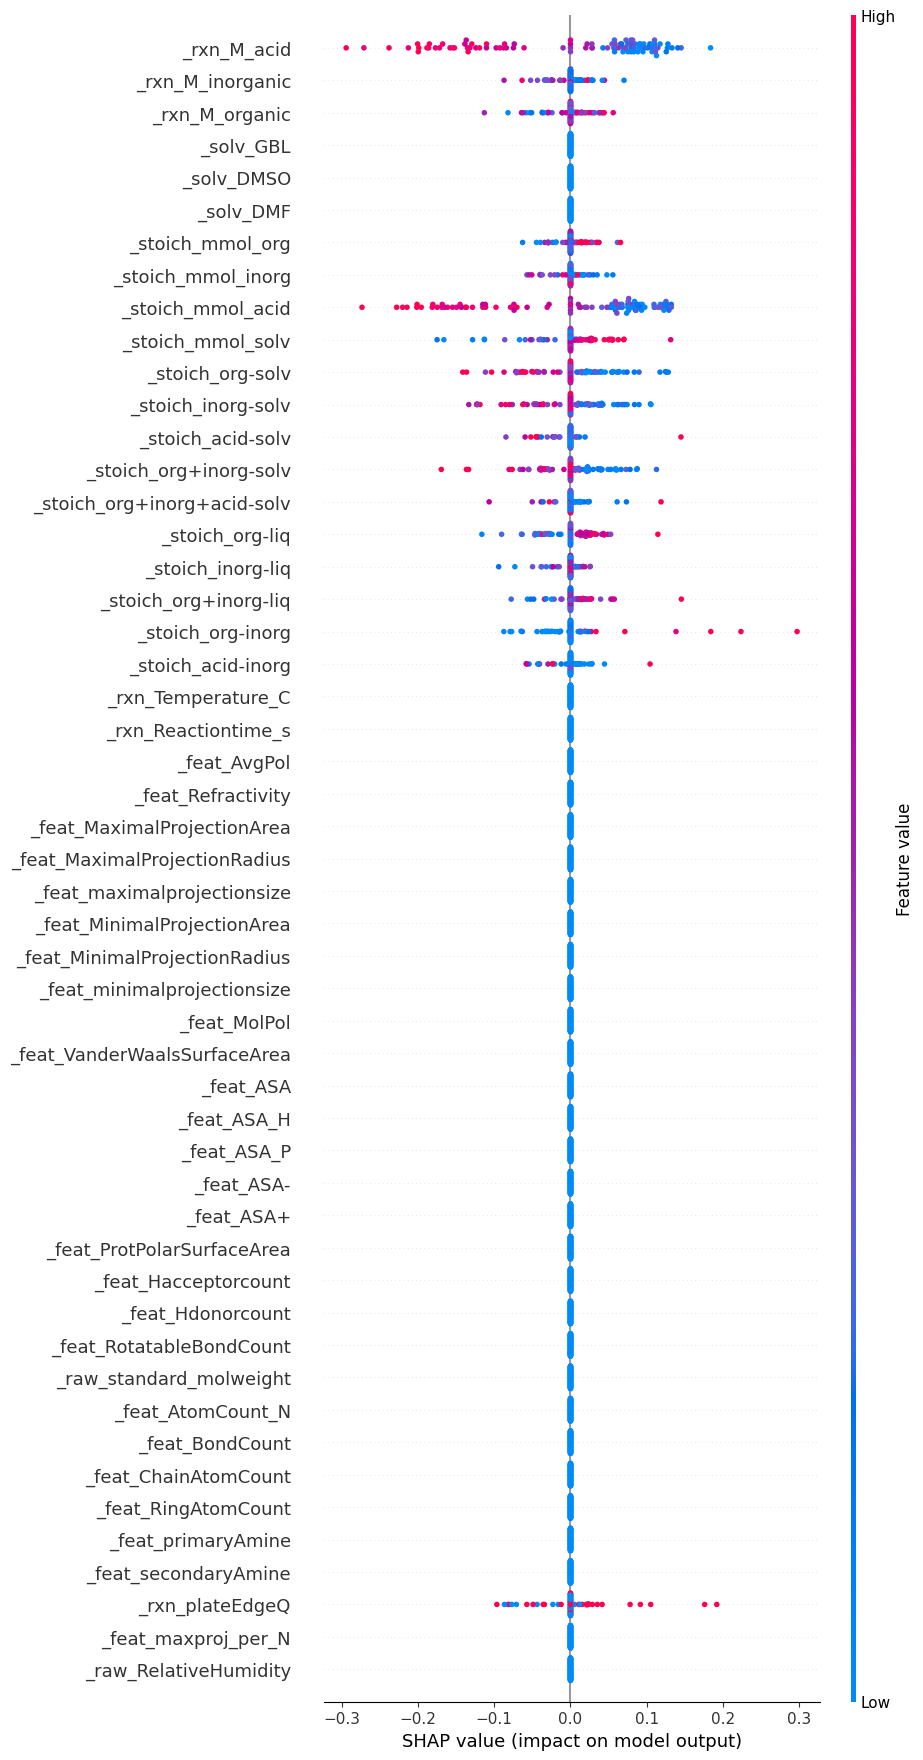 High
_rxn_M_acid
_rxn_M_inorganic
_rxn_M_organic
_solv_GBL
_solv_DMSO
_solv_DMF
_stoich_mmol_org
_stoich_mmol_inorg
_stoich_mmol_acid
_stoich_mmol_solv
_stoich_org-solv
_stoich_inorg-solv
_stoich_acid-solv
_stoich_org+inorg-solv
_stoich_org+inorg+acid-solv
_stoich_org-liq
_stoich_inorg-liq
_stoich_org+inorg-liq
_stoich_org-inorg
_stoich_acid-inorg
_rxn_Temperature_C
_rxn_Reactiontime_s
_feat_AvgPol
_feat_Refractivity
_feat_MaximalProjectionArea
_feat_MaximalProjectionRadius
_feat_maximalprojectionsize
_feat_MinimalProjectionArea
_feat_MinimalProjectionRadius
_feat_minimalprojectionsize
_feat_MolPol
_feat_VanderWaalsSurfaceArea
_feat_ASA
_feat_ASA_H
_feat_ASA_P
_feat_ASA-
_feat_ASA+
_feat_ProtPolarSurfaceArea
_feat_Hacceptorcount
_feat_Hdonorcount
_feat_RotatableBondCount
_raw_standard_molweight
_feat_AtomCount_N
_feat_BondCount
_feat_ChainAtomCount
_feat_RingAtomCount
_feat_primaryAmine
_feat_secondaryAmine
_rxn_plateEdgeQ
_feat_maxproj_per_N
_raw_RelativeHumidity
Feature value
Low
−0.3 −0.2 −0.1 0.0 0.1 0.2 0.3
SHAP value (impact on model output)